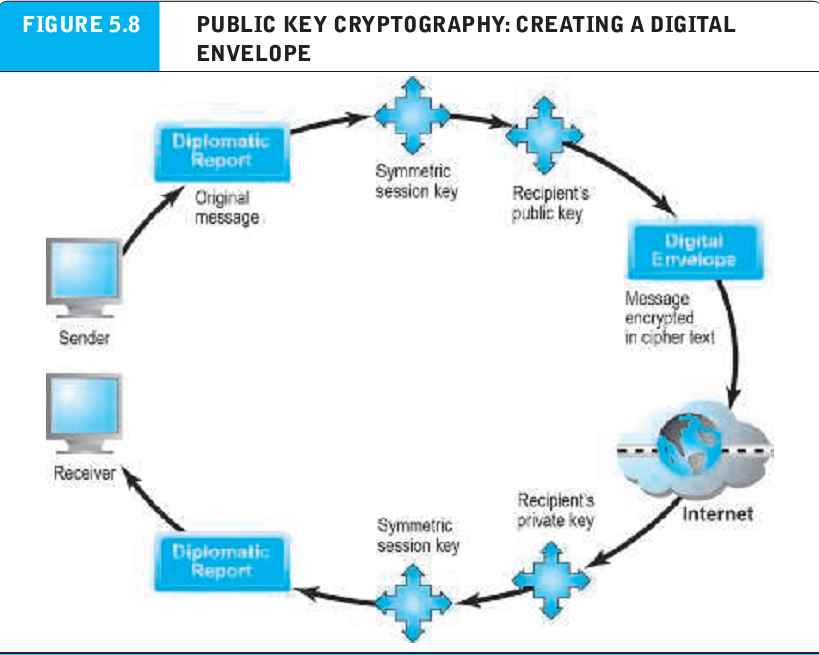 FIGURE 5.8
PUBLIC KEY CRYPTOGRAPHY: CREATING A DIGITAL
ENVELOPE
Diplomatic
Report
Original
message
Symmetric
session key
Recipient's
public key
Digital
Envelope
Message
encrypted
in cipher text
Sender
Receiver
Internet
Recipient's
private key
Symmetric
session key
Diplomatic
Report